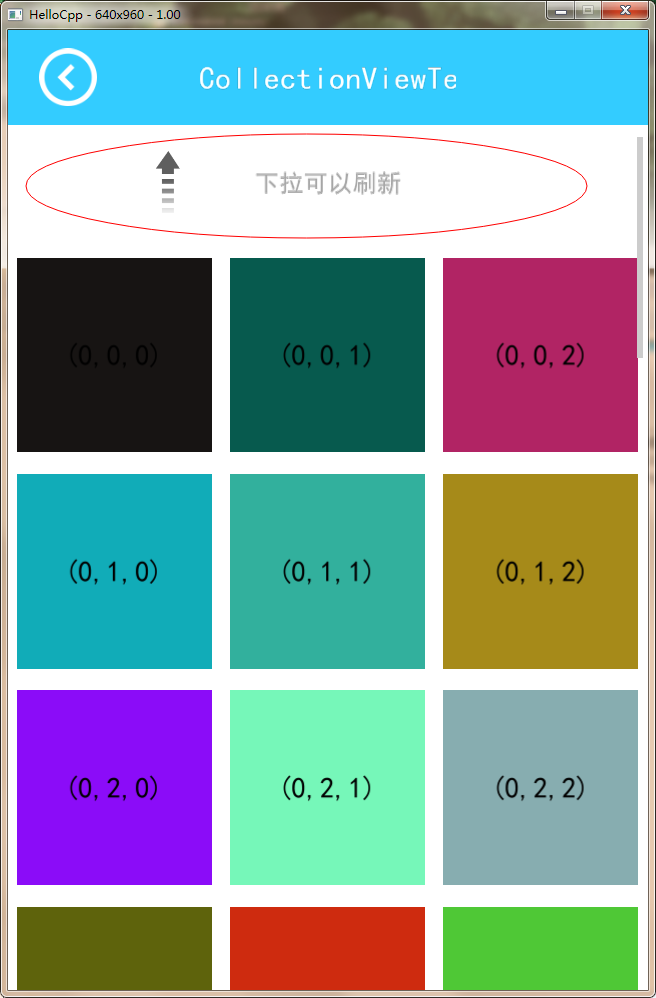 HelloCpp - 640x960 - 1.00
CollectionViewTe
下拉可以刷新
(0,0,0) (0,0,1) (0,0,2)
(0,1,0) (0,1,1) (0,1,2)
(0,2,0) (0,2,1) (0,2,2)